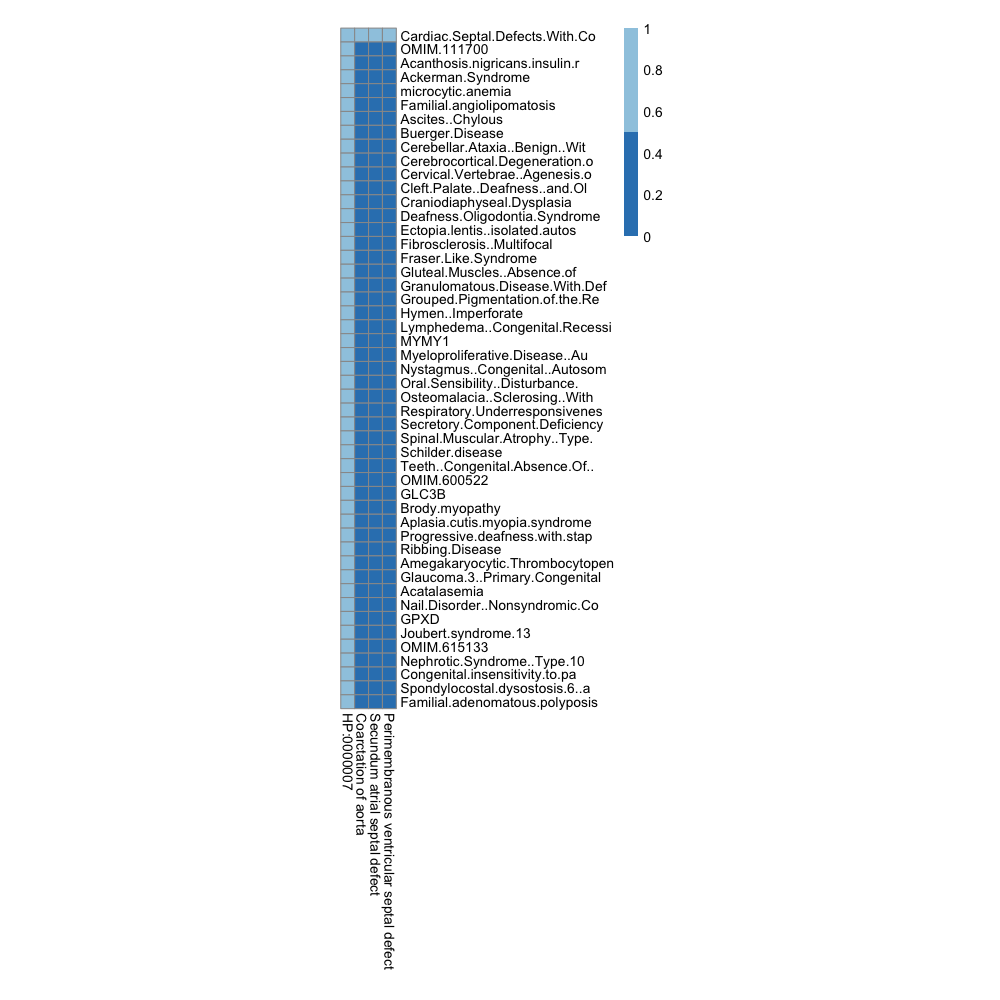 Cardiac.Septal.Defects.With.Co
OMIM.111700
Acanthosis.nigricans.insulin.r
Ackerman.Syndrome
microcytic.anemia
Familial.angiolipomatosis
Ascites..Chylous
Buerger.Disease
Cerebellar.Ataxia..Benign..Wit
Cerebrocortical.Degeneration.o
Cervical.Vertebrae..Agenesis.o
Cleft.Palate..Deafness..and.Ol
Craniodiaphyseal.Dysplasia
Deafness.Oligodontia.Syndrome
Ectopia.lentis..isolated.autos
Fibrosclerosis..Multifocal
Fraser.Like.Syndrome
Gluteal.Muscles..Absence.of
Granulomatous.Disease.With.Def
Grouped.Pigmentation.of.the.Re
Hymen..Imperforate
Lymphedema..Congenital.Recessi
MYMY1
Myeloproliferative.Disease..Au
Nystagmus..Congenital..Autosom
Oral.Sensibility..Disturbance.
Osteomalacia..Sclerosing..With
Respiratory.Underresponsivenes
Secretory.Component.Deficiency
Spinal.Muscular.Atrophy..Type.
Schilder.disease
Teeth..Congenital.Absence.Of..
OMIM.600522
GLC3B
Brody.myopathy
Aplasia.cutis.myopia.syndrome
Progressive.deafness.with.stap
Ribbing.Disease
Amegakaryocytic.Thrombocytopen
Glaucoma.3..Primary.Congenital
Acatalasemia
Nail.Disorder..Nonsyndromic.Co
GPXD
Joubert.syndrome.13
OMIM.615133
Nephrotic.Syndrome..Type.10
Congenital.insensitivity.to.pa
Spondylocostal.dysostosis.6..a
Familial.adenomatous.polyposis
HP:0000007
Coarctation of aorta
Secundum atrial septal defect
Perimembranous ventricular septal defect
1
0.8
0.6
0.4
0.2
0